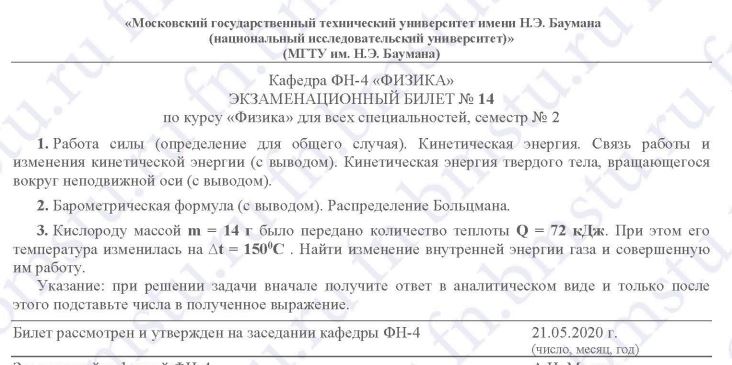 «Московский государственный технический университет имени Н.Э. Баумана
(национальный исследовательский университет)»
(МГТУ им. Н.Э. Баумана)
Кафедра ФН-4 «ФИЗИКА»
ЭКЗАМЕНАЦИОННЫЙ БИЛЕТ № 14
по курсу «Физика» для всех специальностей, семестр № 2
1. Работа силы (определение для общего случая). Кинетическая энергия. Связь работы и
изменения кинетической энергии (с выводом). Кинетическая энергия твердого тела, вращающегося
вокруг неподвижной оси (с выводом).
2. Барометрическая формула (с выводом). Распределение Больцмана.
3. Кислороду массой m = 14 г было передано количество теплоты Q = 72 кДж. При этом его
температура изменилась на Δt = 150⁰С . Найти изменение внутренней энергии газа и совершенную
им работу.
Указание: при решении задачи вначале получите ответ в аналитическом виде и только после
этого подставьте числа в полученное выражение.
Билет рассмотрен и утвержден на заседании кафедры ФН-4 21.05.2020 г.
(число, месяц, год)
fn.bmstu.ru